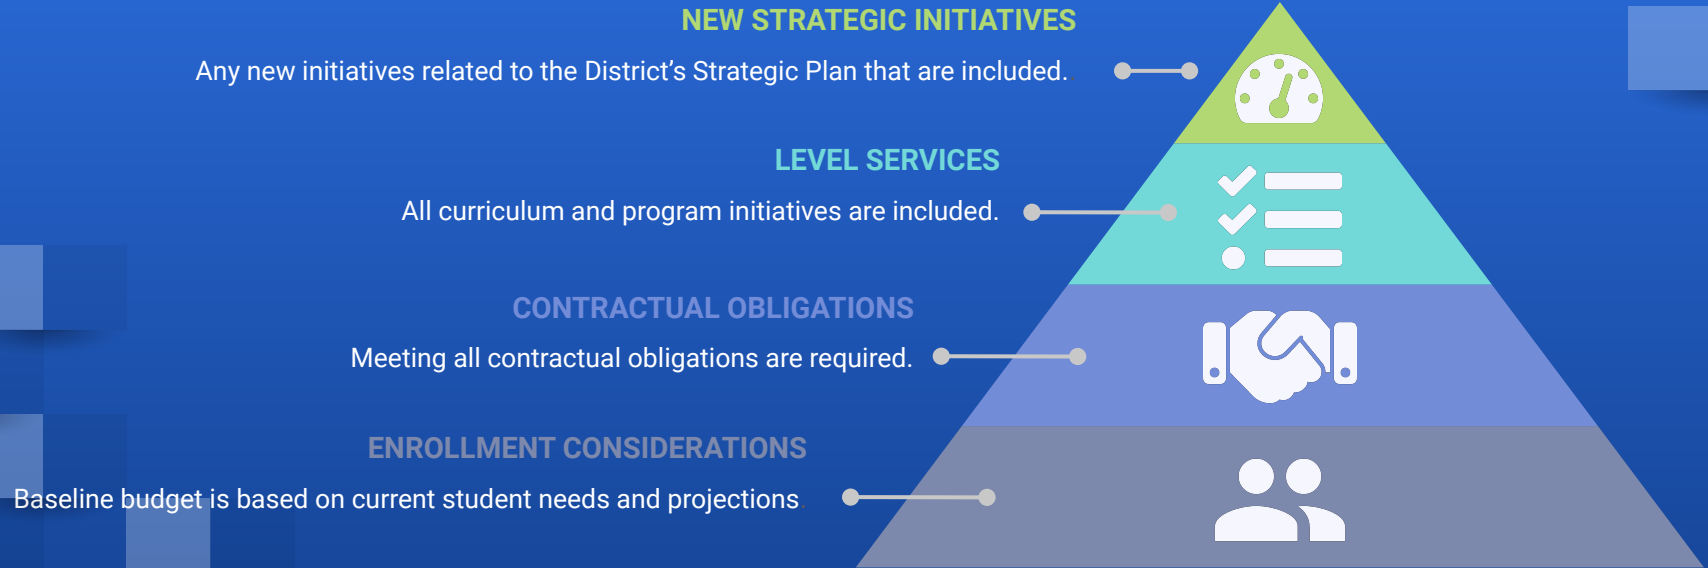 NEW STRATEGIC INITIATIVES
Any new initiatives related to the District’s Strategic Plan that are included.
LEVEL SERVICES
All curriculum and program initiatives are included.
CONTRACTUAL OBLIGATIONS
Meeting all contractual obligations are required.
ENROLLMENT CONSIDERATIONS
Baseline budget is based on current student needs and projections.